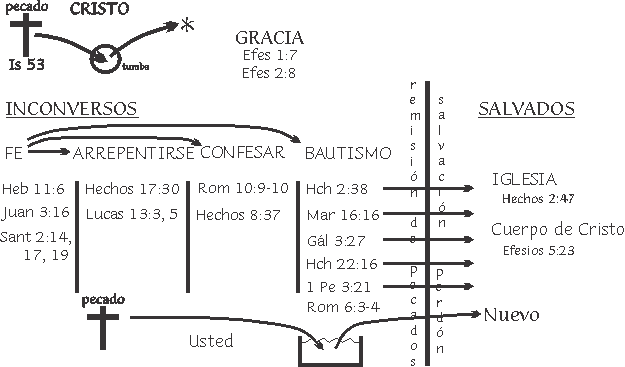 pecado
CRISTO
*
Is 53
tumba
GRACIA
Efes 1:7
Efes 2:8
INCONVERSOS
remisión de pecados
salvación perdón
SALVADOS
FE
ARREPENTIRSE
CONFESAR
BAUTISMO
Heb 11:6
Juan 3:16
Sant 2:14,
17, 19
Hechos 17:30
Lucas 13:3, 5
Rom 10:9-10
Hechos 8:37
Hch 2:38
Mar 16:16
Gál 3:27
Hch 22:16
1 Pe 3:21
Rom 6:3-4
IGLESIA
Hechos 2:47
Cuerpo de Cristo
Efesios 5:23
pecado
Usted
Nuevo